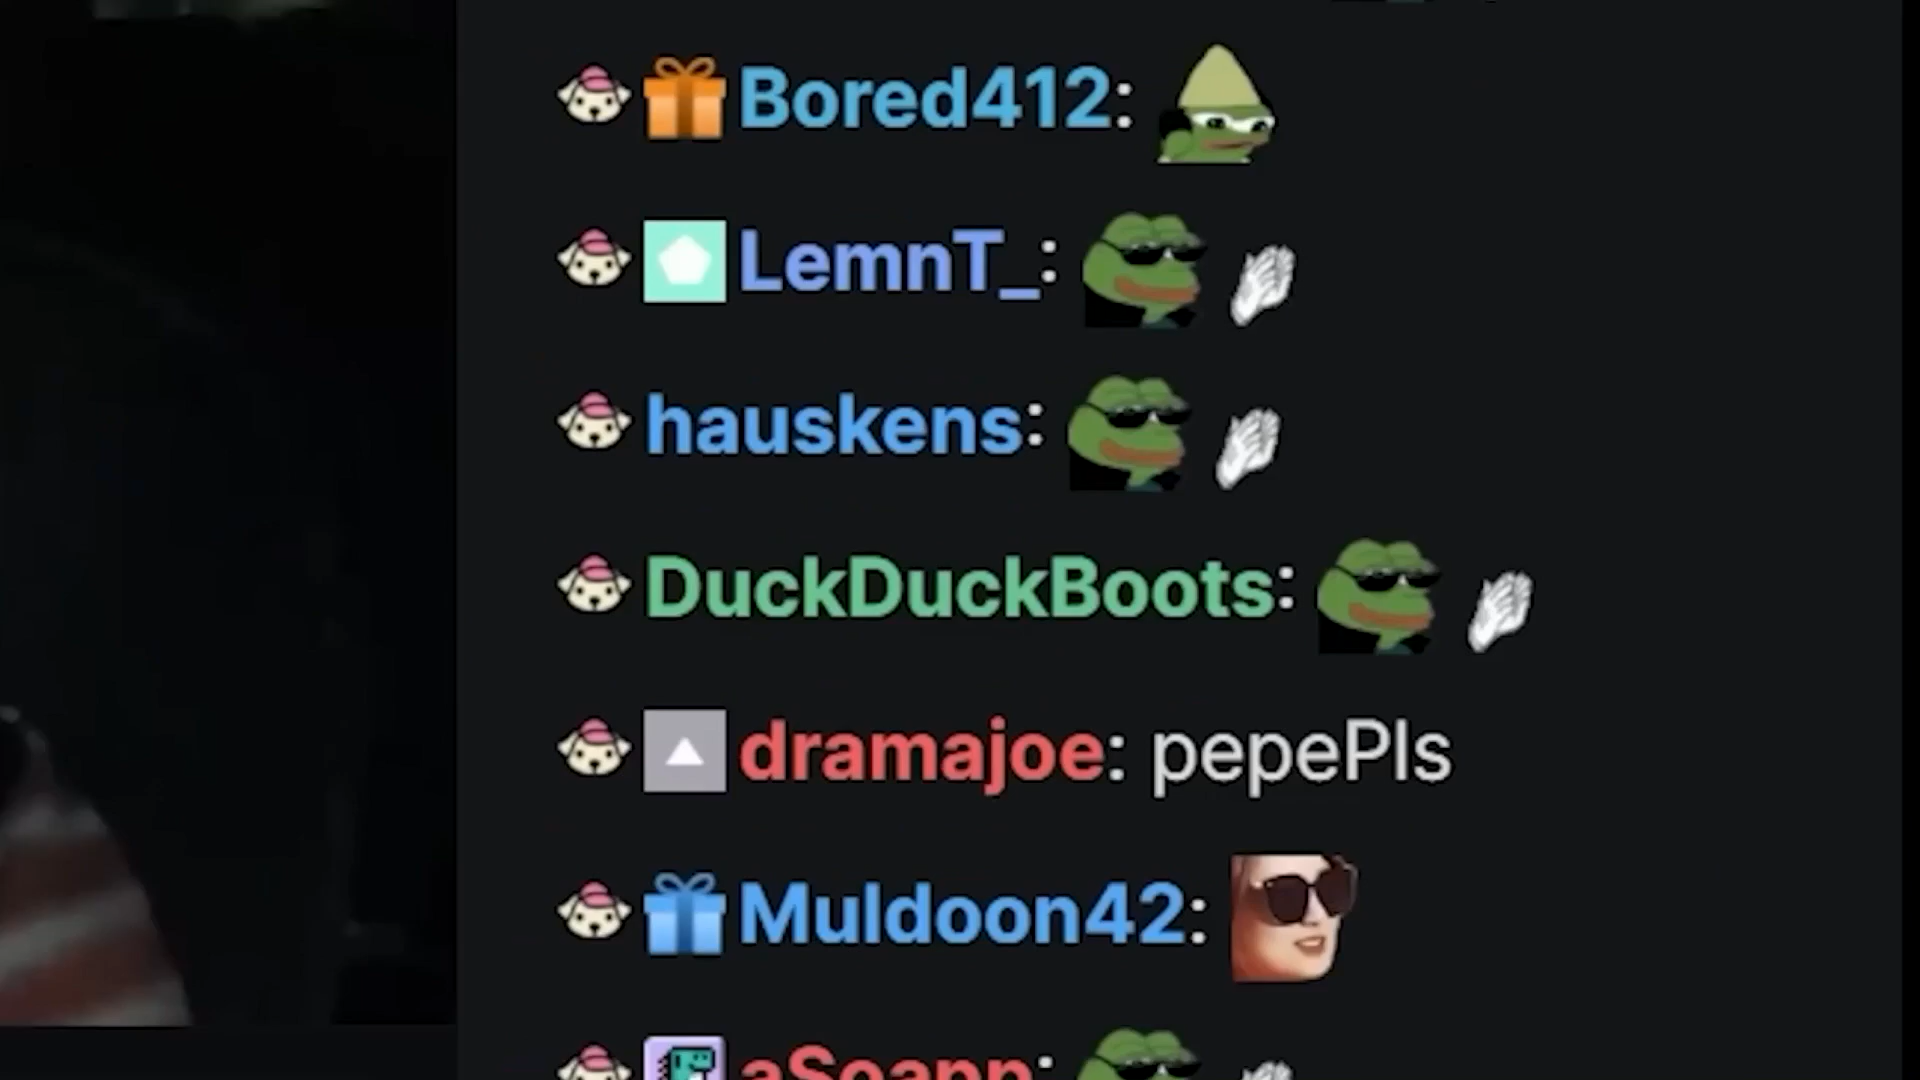 Bored412:
LemnT_:
hauskens:
DuckDuckBoots:
dramajoe: pepePls
Muldoon42: